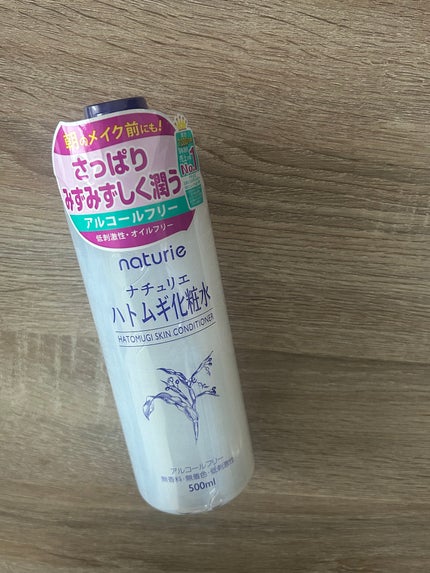 朝のメイク前にも!
さっぱり
みずみずしく潤う
アルコールフリー
低刺激性・オイルフリー
No.1
naturie
ナチュリエ
ハトムギ化粧水
HATOMUGI SKIN CONDITIONER
アルコールフリー
無香料・無着色・低刺激性
500ml